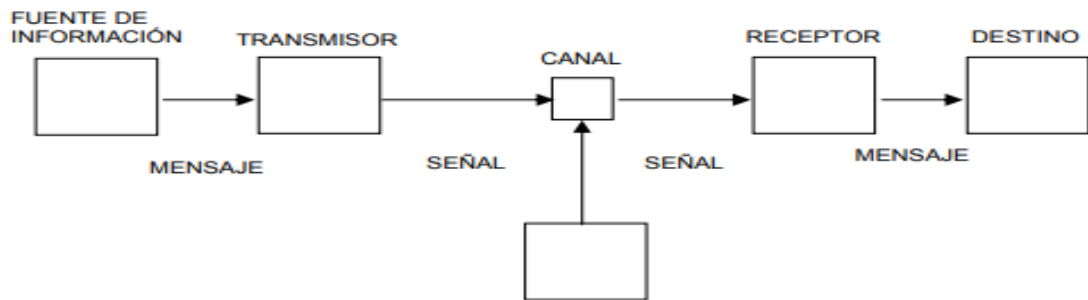 FUENTE DE
INFORMACIÓN
TRANSMISOR
CANAL
RECEPTOR
DESTINO
MENSAJE
SEÑAL
SEÑAL
MENSAJE